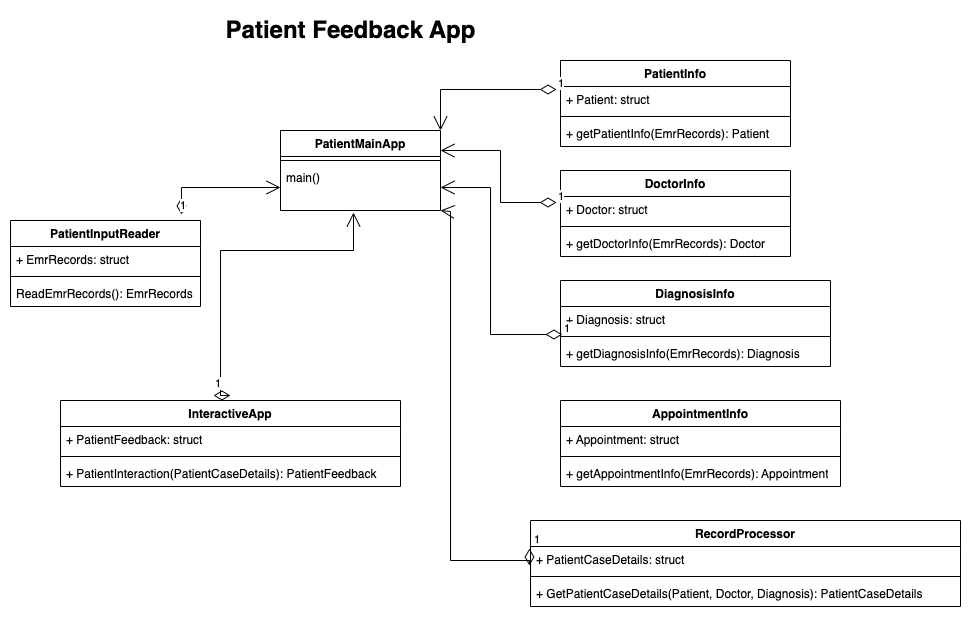 Patient Feedback App
PatientInfo
1
+ Patient: struct
+ getPatientInfo(EmrRecords): Patient
PatientMainApp
main()
DoctorInfo
1
+ Doctor: struct
+ getDoctorInfo(EmrRecords): Doctor
1
PatientInputReader
+ EmrRecords: struct
ReadEmrRecords(): EmrRecords
DiagnosisInfo
+ Diagnosis: struct
1
+ getDiagnosisInfo(EmrRecords): Diagnosis
1
InteractiveApp
+ PatientFeedback: struct
+ PatientInteraction(PatientCaseDetails): PatientFeedback
AppointmentInfo
+ Appointment: struct
+ getAppointmentInfo(EmrRecords): Appointment
RecordProcessor
1
+ PatientCaseDetails: struct
+ GetPatientCaseDetails(Patient, Doctor, Diagnosis): PatientCaseDetails